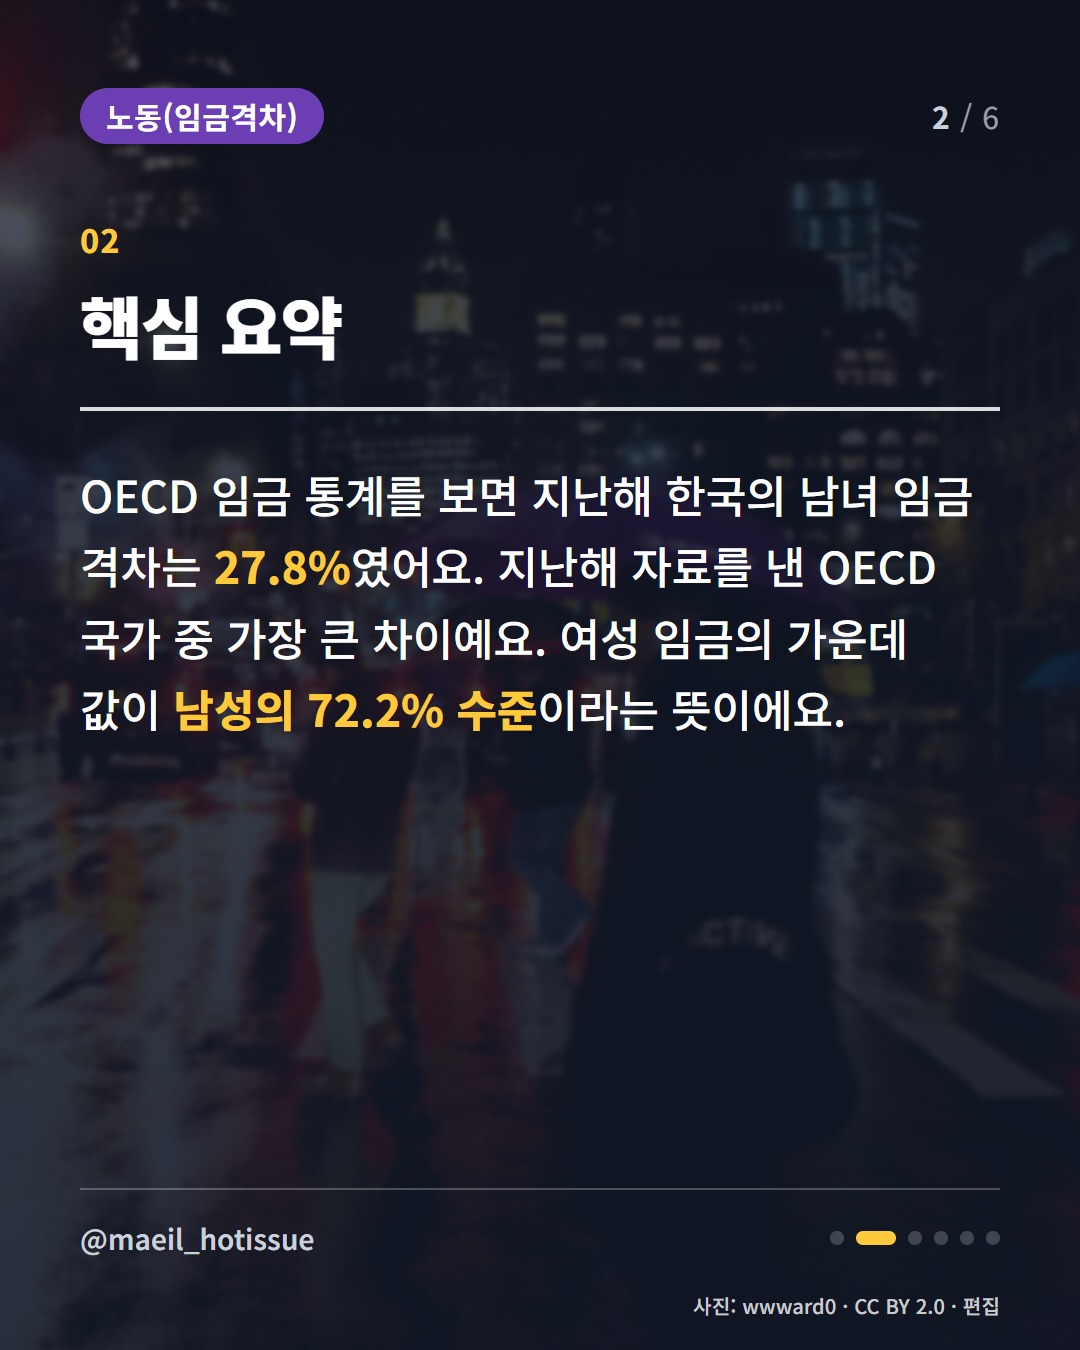 노동(임금격차)
2 / 6
02
핵심 요약
OECD 임금 통계를 보면 지난해 한국의 남녀 임금
격차는 27.8%였어요. 지난해 자료를 낸 OECD
국가 중 가장 큰 차이예요. 여성 임금의 가운데
값이 남성의 72.2% 수준이라는 뜻이에요.
CTIVE
@maeil_hotissue
사진: wwward0 · CC BY 2.0 · 편집